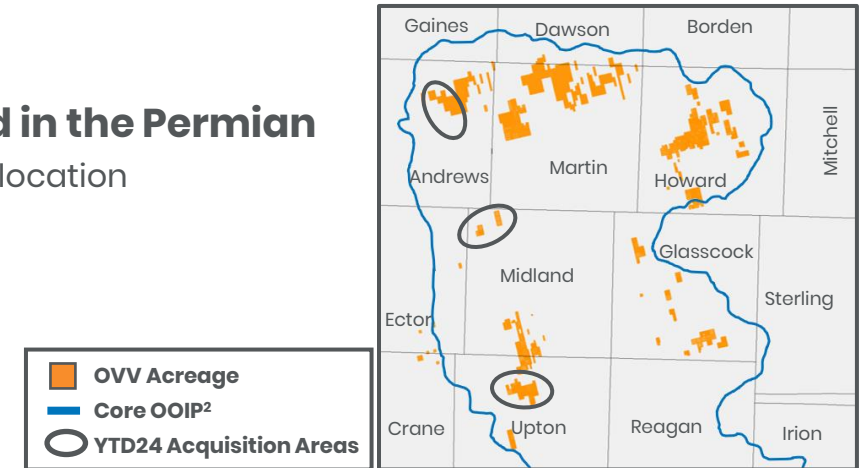 d in the Permian
location
OVV Acreage
Core OOIP²
YTD24 Acquisition Areas
Gaines
Dawson
Borden
Mitchell
Andrews
Martin
Howard
Glasscock
Midland
Sterling
Ector
Crane
Upton
Reagan
Irion